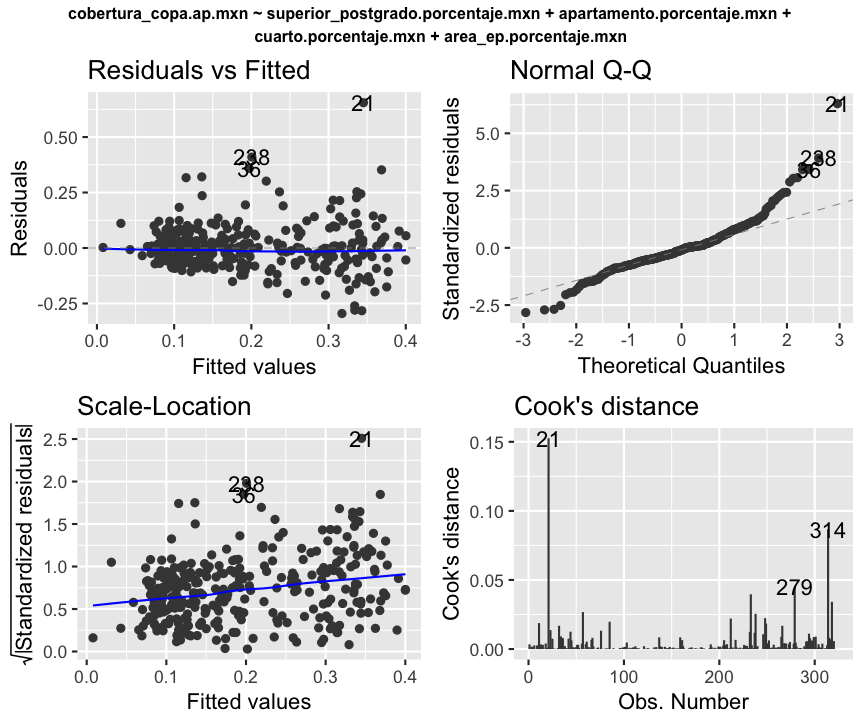 cobertura_copa.ap.mxn ~ superior_postgrado.porcentaje.mxn + apartamento.porcentaje.mxn +
cuarto.porcentaje.mxn + area_ep.porcentaje.mxn
Residuals vs Fitted
21
238
36
0.50
0.25
0.00
-0.25
Residuals
0.0 0.1 0.2 0.3 0.4
Fitted values
Normal Q-Q
21
238
36
5.0
2.5
0.0
-2.5
Standardized residuals
-3 -2 -1 0 1 2 3
Theoretical Quantiles
Scale-Location
21
238
36
2.5
2.0
1.5
1.0
0.5
0.0
√|Standardized residuals|
0.0 0.1 0.2 0.3 0.4
Fitted values
Cook's distance
21
314
279
0.15
0.10
0.05
0.00
Cook's distance
0 100 200 300
Obs. Number